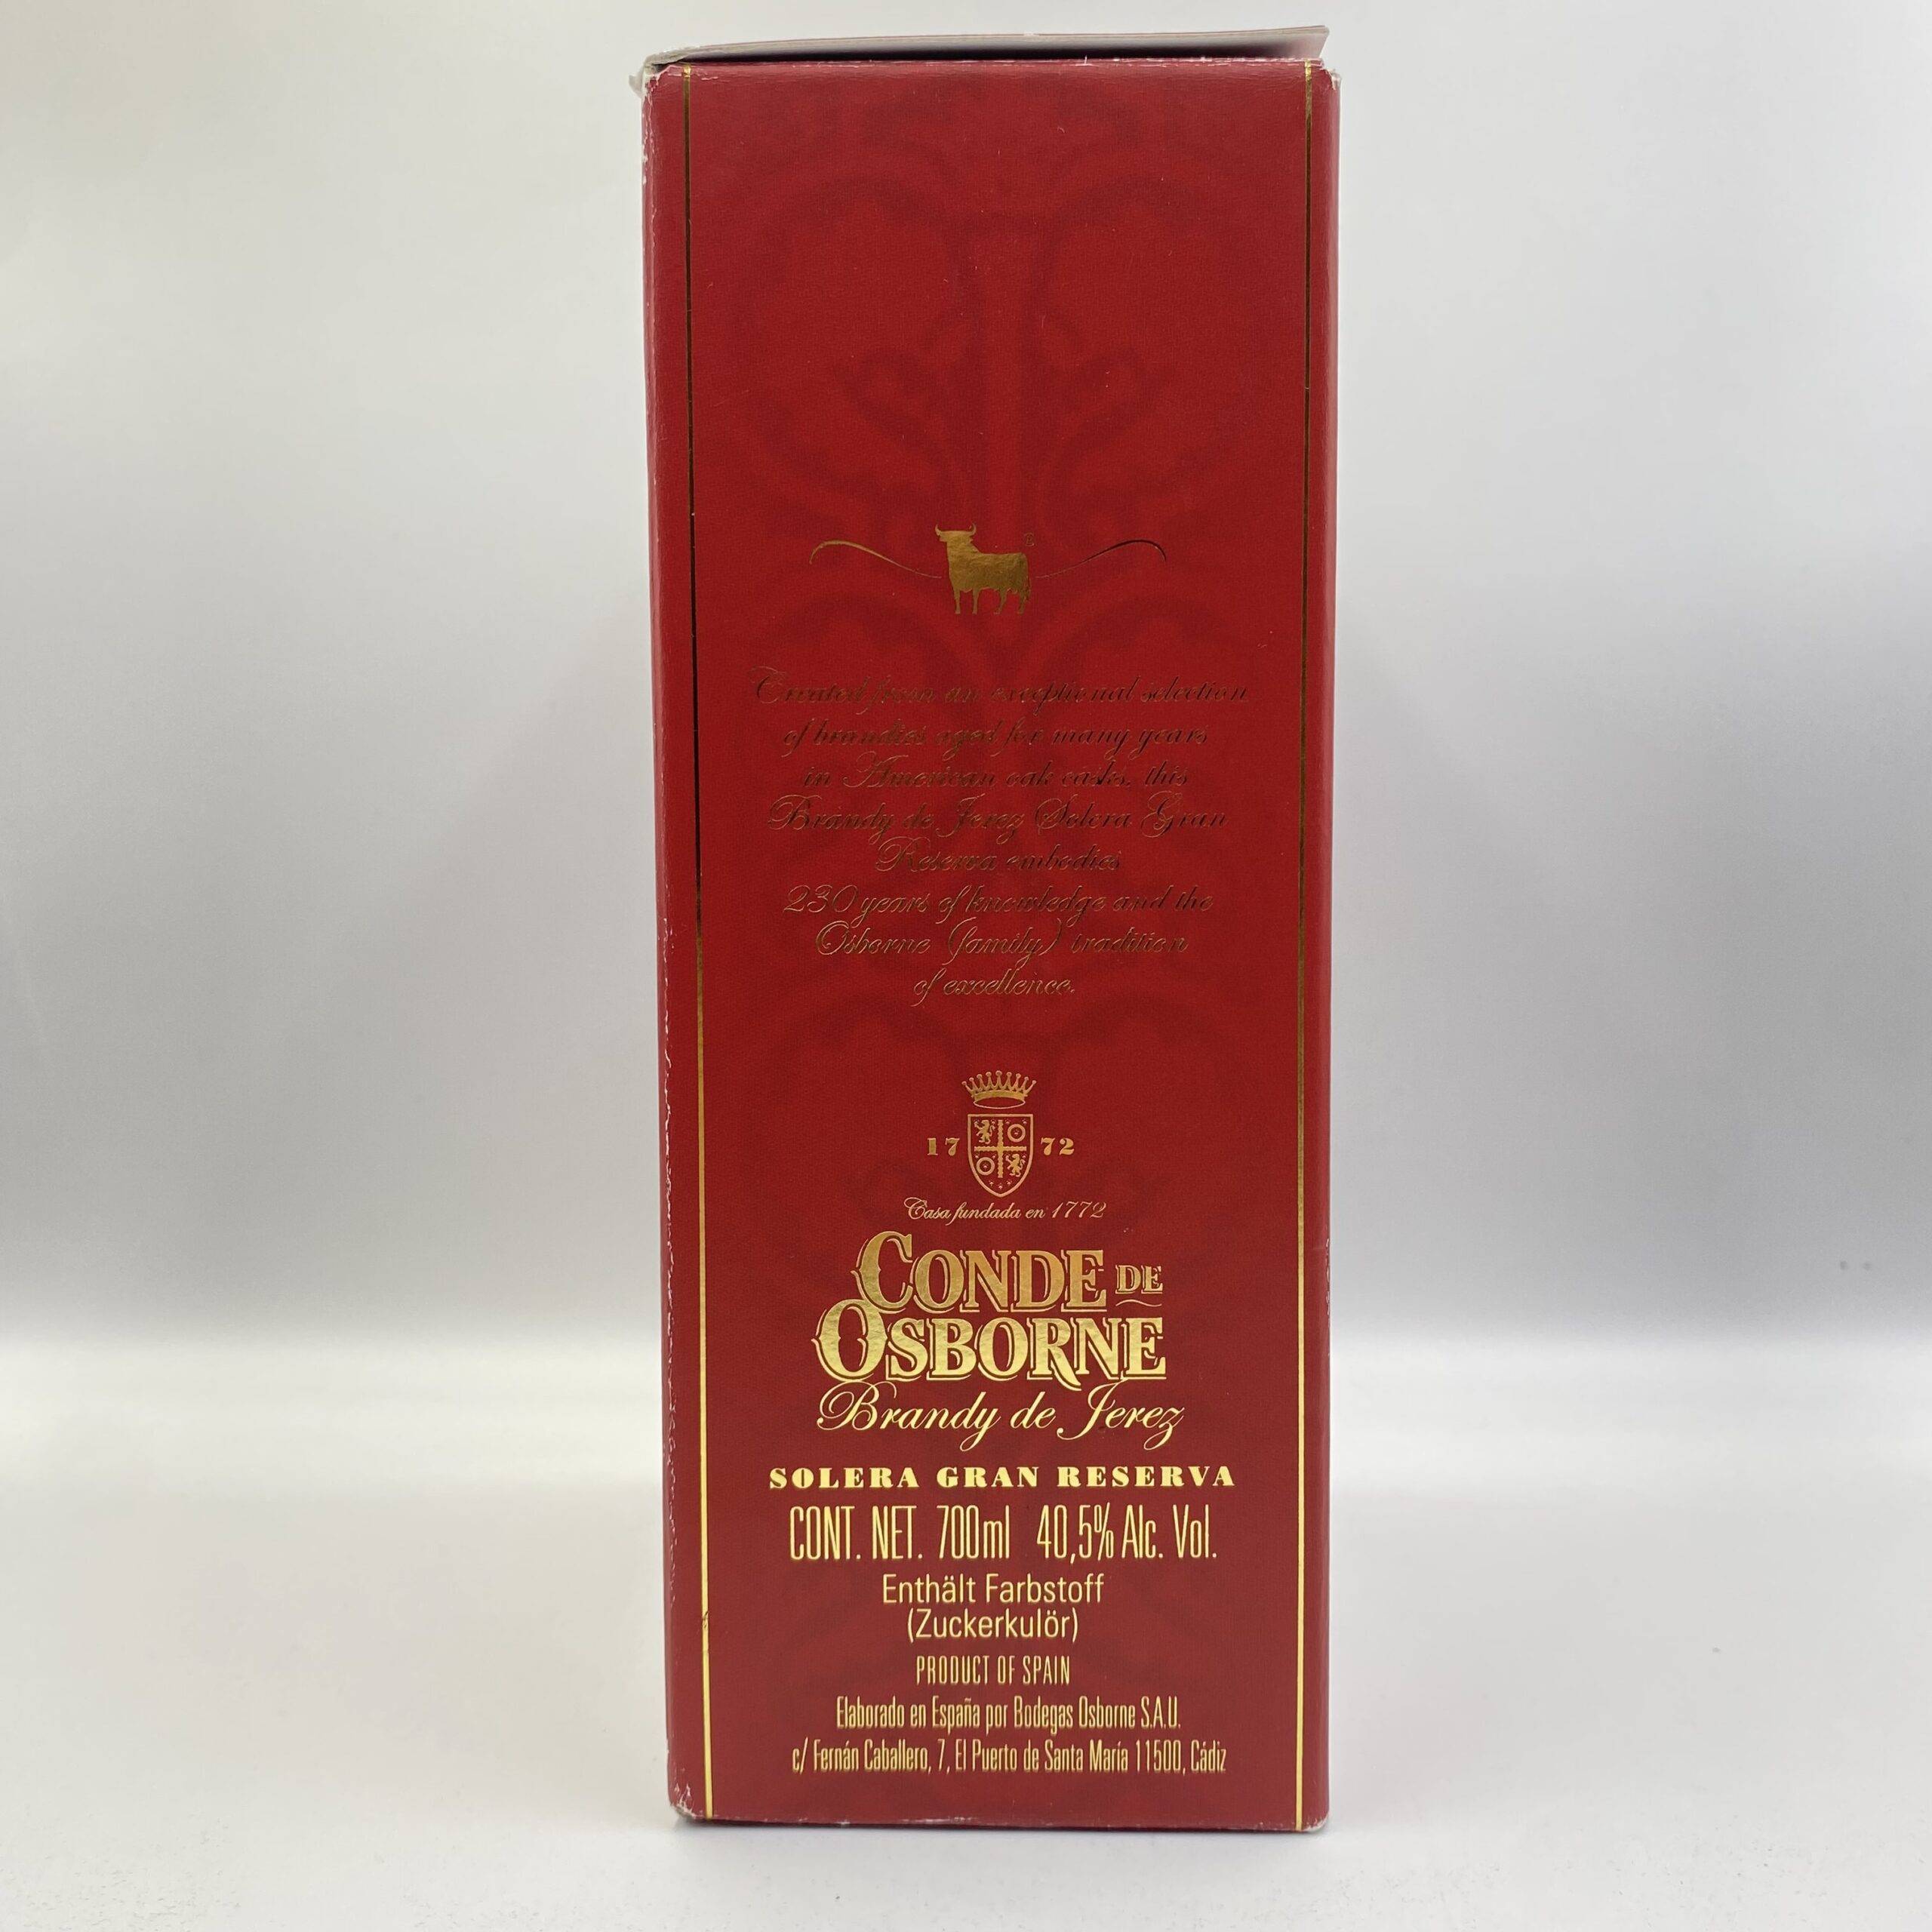 ®
Created from an exceptional selection
of brandies aged for many years
in American oak casks, this
Brandy de Jerez Solera Gran
Reserva embodies
230 years of knowledge and the
Osborne (family) tradition
of excellence.
17 72
Casa fundada en 1772
CONDE DE
OSBORNE
Brandy de Jerez
SOLERA GRAN RESERVA
CONT. NET. 700ml 40,5% Alc. Vol.
Enthält Farbstoff
(Zuckerkulör)
PRODUCT OF SPAIN
Elaborado en España por Bodegas Osborne S.A.U.
c/ Fernán Caballero, 7, El Puerto de Santa María 11500, Cádiz